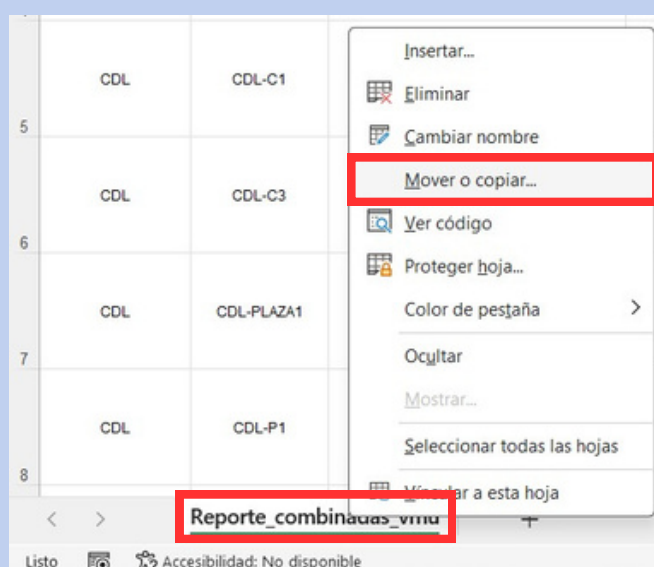 Insertar...
CDL CDL-C1
Eliminar
5
Cambiar nombre
Mover o copiar...
CDL CDL-C3
Ver código
6
Proteger hoja...
CDL CDL-PLAZA1
Color de pestaña
7
Ocultar
Mostrar...
CDL CDL-P1
Seleccionar todas las hojas
8
Vincular a esta hoja
Reporte_combinadas_vmu
Listo Accesibilidad: No disponible